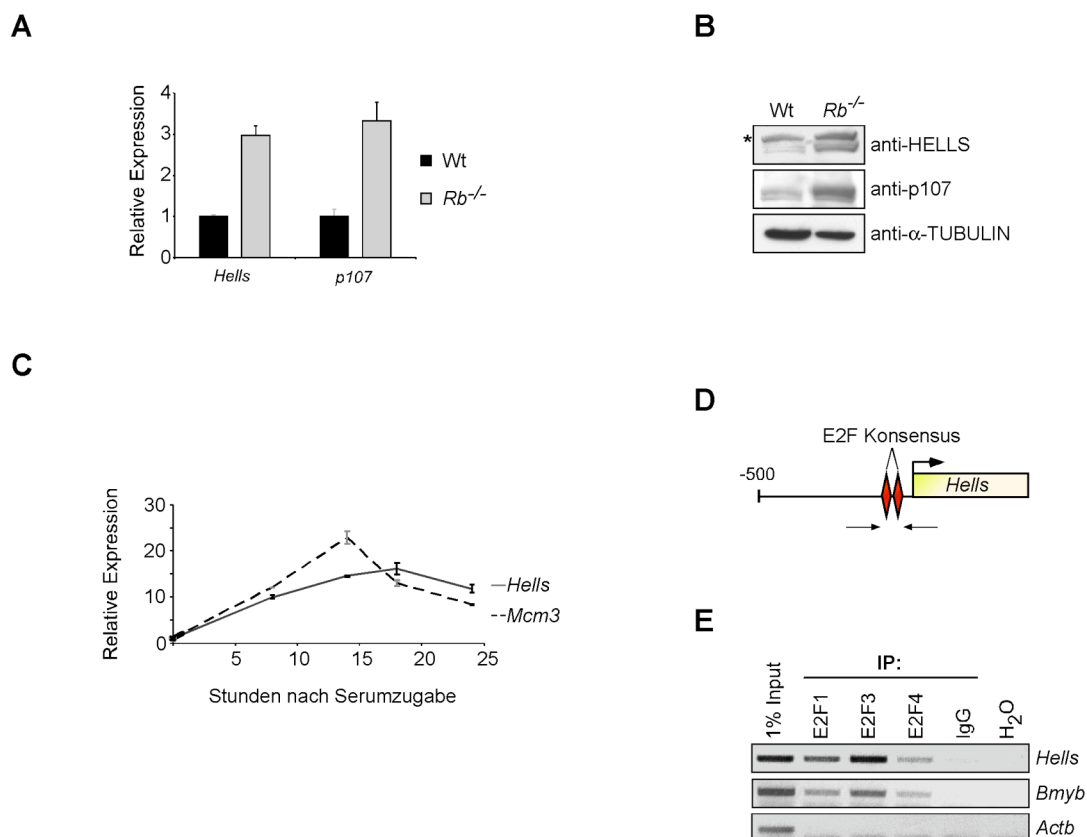 A
Relative Expression
4
3
2
1
0
Hells
p107
Wt
Rb-/-
B
Wt Rb-/-
*
anti-HELLS
anti-p107
anti-α-TUBULIN
C
Relative Expression
30
20
10
0
5 10 15 20 25
Stunden nach Serumzugabe
Hells
Mcm3
D
E2F Konsensus
-500
Hells
E
IP:
1% Input
E2F1
E2F3
E2F4
IgG
H2O
Hells
Bmyb
Actb